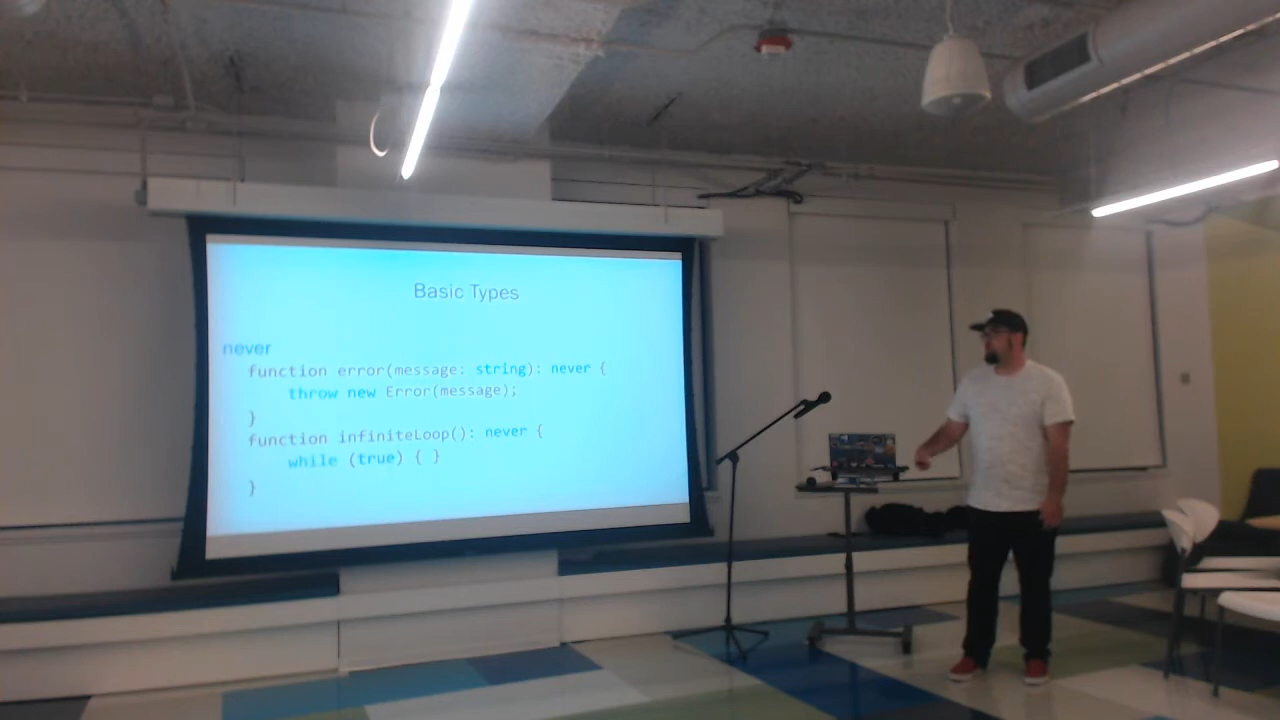 Basic Types
never
function error(message: string): never {
throw new Error(message);
}
function infiniteLoop(): never {
while (true) { }
}